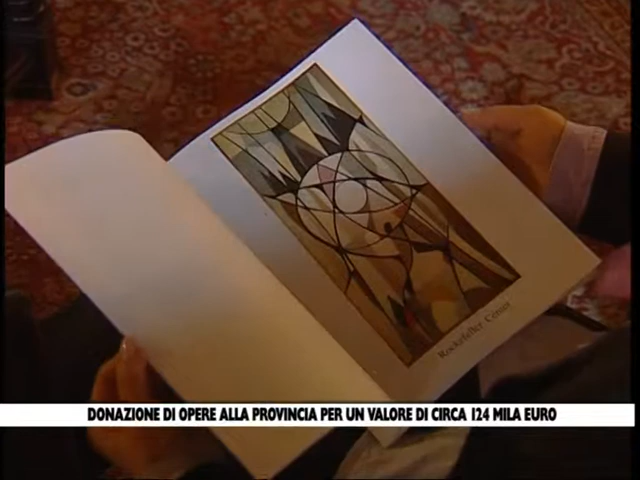 Rockefeller Center
DONAZIONE DI OPERE ALLA PROVINCIA PER UN VALORE DI CIRCA 124 MILA EURO